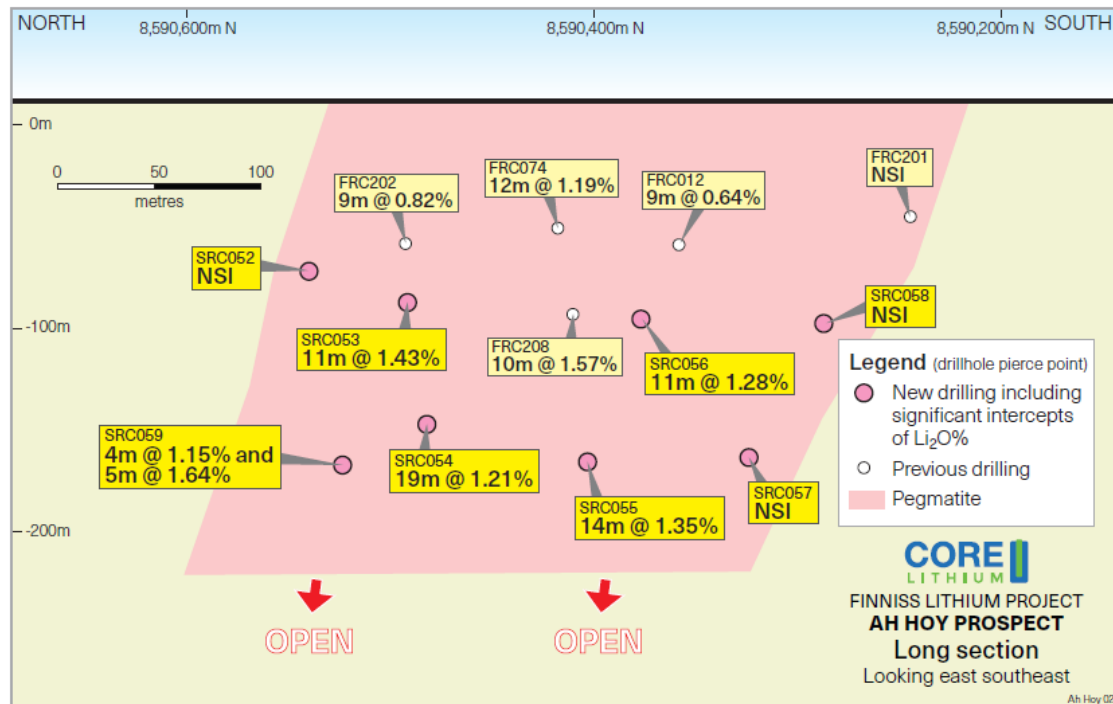 NORTH
8,590,600m N
8,590,400m N
8,590,200m N
SOUTH
0m
0
50
100
metres
FRC202
9m @ 0.82%
FRC074
12m @ 1.19%
FRC012
9m @ 0.64%
FRC201
NSI
SRC052
NSI
-100m
SRC053
11m @ 1.43%
FRC208
10m @ 1.57%
SRC056
11m @ 1.28%
SRC058
NSI
SRC059
4m @ 1.15% and
5m @ 1.64%
SRC054
19m @ 1.21%
SRC055
14m @ 1.35%
SRC057
NSI
-200m
OPEN
OPEN
Legend (drillhole pierce point)
New drilling including
significant intercepts
of Li₂O%
Previous drilling
Pegmatite
CORE
LITHIUM
FINNISS LITHIUM PROJECT
AH HOY PROSPECT
Long section
Looking east southeast
Ah Hoy 02